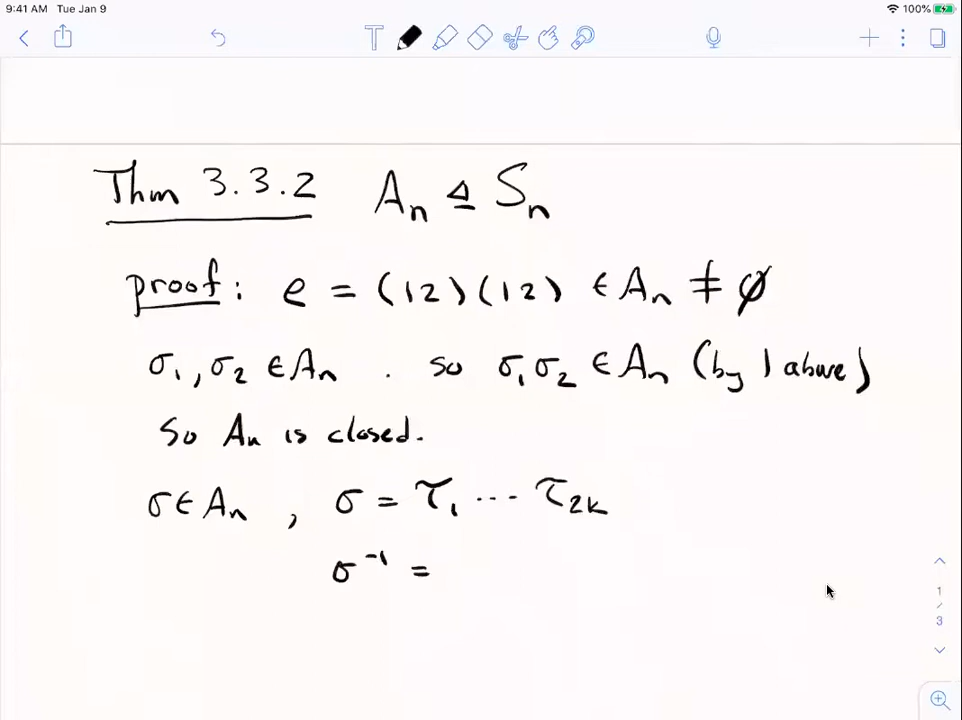 9:41 AM Tue Jan 9
100%
T
Thm 3.3.2 Aₙ ⊴ Sₙ
proof: e = (12)(12) ∈ Aₙ ≠ ∅
σ₁, σ₂ ∈ Aₙ . so σ₁σ₂ ∈ Aₙ (by 1 above)
So Aₙ is closed.
σ ∈ Aₙ , σ = τ₁ ... τ₂ₖ
σ⁻¹ =
1
/
3